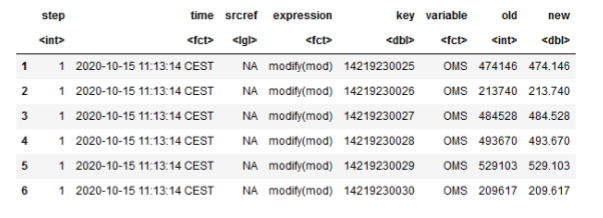 step time srcref expression key variable old new
<int> <fct> <lgl> <fct> <dbl> <fct> <int> <dbl>
1 1 2020-10-15 11:13:14 CEST NA modify(mod) 14219230025 OMS 474146 474.146
2 1 2020-10-15 11:13:14 CEST NA modify(mod) 14219230026 OMS 213740 213.740
3 1 2020-10-15 11:13:14 CEST NA modify(mod) 14219230027 OMS 484528 484.528
4 1 2020-10-15 11:13:14 CEST NA modify(mod) 14219230028 OMS 493670 493.670
5 1 2020-10-15 11:13:14 CEST NA modify(mod) 14219230029 OMS 529103 529.103
6 1 2020-10-15 11:13:14 CEST NA modify(mod) 14219230030 OMS 209617 209.617